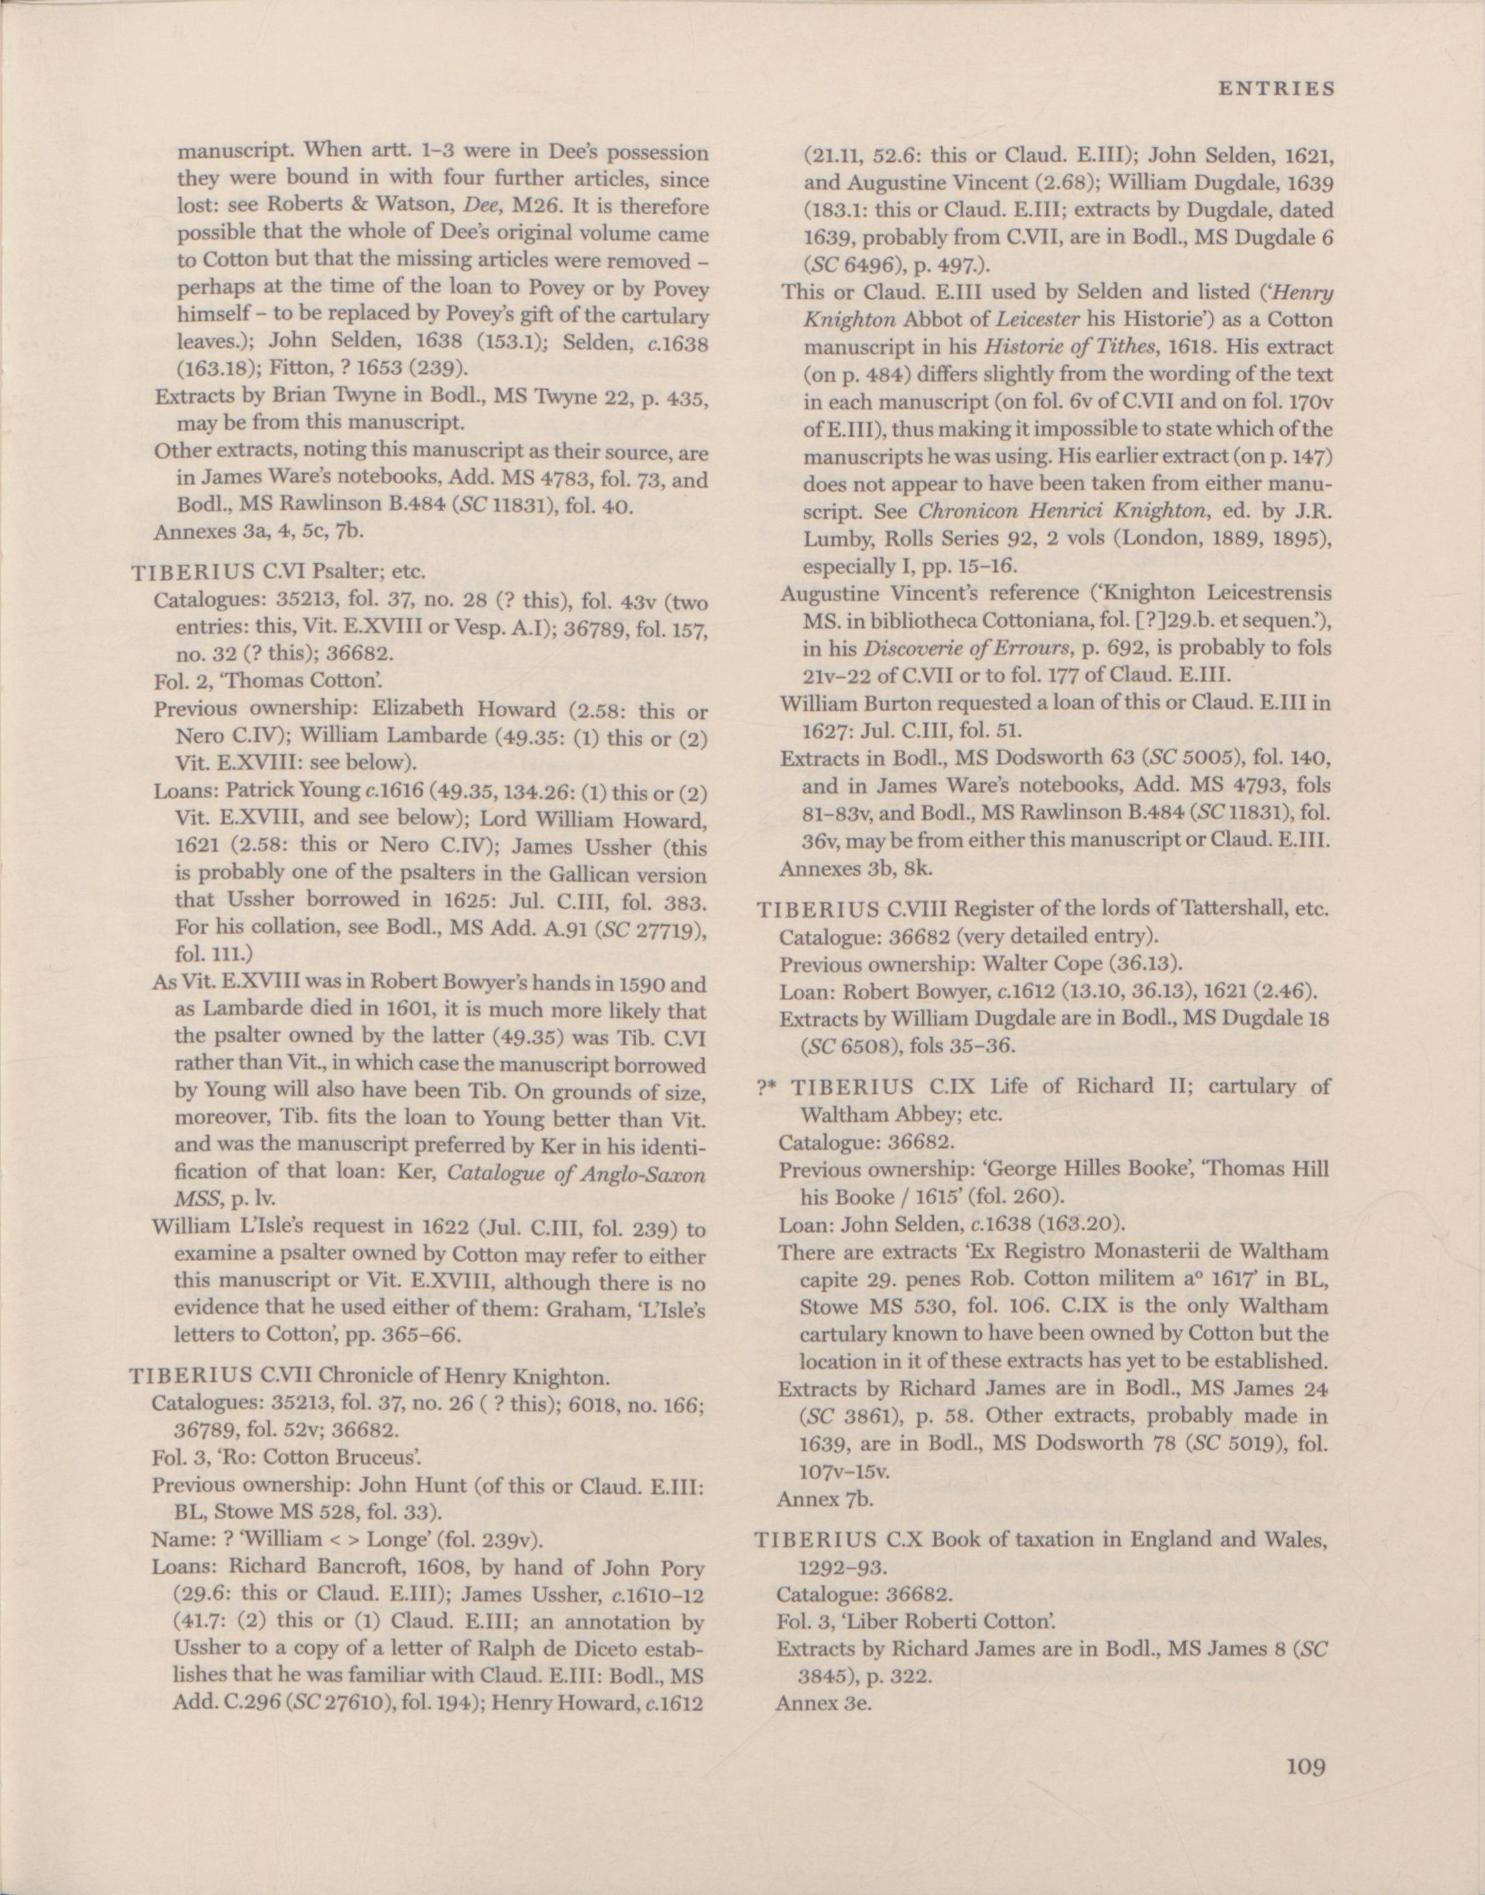 ENTRIES
manuscript. When artt. 1–3 were in Dee's possession
they were bound in with four further articles, since
lost: see Roberts & Watson, Dee, M26. It is therefore
possible that the whole of Dee's original volume came
to Cotton but that the missing articles were removed –
perhaps at the time of the loan to Povey or by Povey
himself – to be replaced by Povey's gift of the cartulary
leaves.); John Selden, 1638 (153.1); Selden, c.1638
(163.18); Fitton, ? 1653 (239).
Extracts by Brian Twyne in Bodl., MS Twyne 22, p. 435,
may be from this manuscript.
Other extracts, noting this manuscript as their source, are
in James Ware's notebooks, Add. MS 4783, fol. 73, and
Bodl., MS Rawlinson B.484 (SC 11831), fol. 40.
Annexes 3a, 4, 5c, 7b.
TIBERIUS C.VI Psalter; etc.
Catalogues: 35213, fol. 37, no. 28 (? this), fol. 43v (two
entries: this, Vit. E.XVIII or Vesp. A.I); 36789, fol. 157,
no. 32 (? this); 36682.
Fol. 2, 'Thomas Cotton'.
Previous ownership: Elizabeth Howard (2.58: this or
Nero C.IV); William Lambarde (49.35: (1) this or (2)
Vit. E.XVIII: see below).
Loans: Patrick Young c.1616 (49.35, 134.26: (1) this or (2)
Vit. E.XVIII, and see below); Lord William Howard,
1621 (2.58: this or Nero C.IV); James Ussher (this
is probably one of the psalters in the Gallican version
that Ussher borrowed in 1625: Jul. C.III, fol. 383.
For his collation, see Bodl., MS Add. A.91 (SC 27719),
fol. 111.)
As Vit. E.XVIII was in Robert Bowyer's hands in 1590 and
as Lambarde died in 1601, it is much more likely that
the psalter owned by the latter (49.35) was Tib. C.VI
rather than Vit., in which case the manuscript borrowed
by Young will also have been Tib. On grounds of size,
moreover, Tib. fits the loan to Young better than Vit.
and was the manuscript preferred by Ker in his identi-
fication of that loan: Ker, Catalogue of Anglo-Saxon
MSS, p. lv.
William L'Isle's request in 1622 (Jul. C.III, fol. 239) to
examine a psalter owned by Cotton may refer to either
this manuscript or Vit. E.XVIII, although there is no
evidence that he used either of them: Graham, 'L'Isle's
letters to Cotton', pp. 365–66.
TIBERIUS C.VII Chronicle of Henry Knighton.
Catalogues: 35213, fol. 37, no. 26 ( ? this); 6018, no. 166;
36789, fol. 52v; 36682.
Fol. 3, 'Ro: Cotton Bruceus'.
Previous ownership: John Hunt (of this or Claud. E.III:
BL, Stowe MS 528, fol. 33).
Name: ? 'William < > Longe' (fol. 239v).
Loans: Richard Bancroft, 1608, by hand of John Pory
(29.6: this or Claud. E.III); James Ussher, c.1610–12
(41.7: (2) this or (1) Claud. E.III; an annotation by
Ussher to a copy of a letter of Ralph de Diceto estab-
lishes that he was familiar with Claud. E.III: Bodl., MS
Add. C.296 (SC 27610), fol. 194); Henry Howard, c.1612
(21.11, 52.6: this or Claud. E.III); John Selden, 1621,
and Augustine Vincent (2.68); William Dugdale, 1639
(183.1: this or Claud. E.III; extracts by Dugdale, dated
1639, probably from C.VII, are in Bodl., MS Dugdale 6
(SC 6496), p. 497.).
This or Claud. E.III used by Selden and listed ('Henry
Knighton Abbot of Leicester his Historie') as a Cotton
manuscript in his Historie of Tithes, 1618. His extract
(on p. 484) differs slightly from the wording of the text
in each manuscript (on fol. 6v of C.VII and on fol. 170v
of E.III), thus making it impossible to state which of the
manuscripts he was using. His earlier extract (on p. 147)
does not appear to have been taken from either manu-
script. See Chronicon Henrici Knighton, ed. by J.R.
Lumby, Rolls Series 92, 2 vols (London, 1889, 1895),
especially I, pp. 15–16.
Augustine Vincent's reference ('Knighton Leicestrensis
MS. in bibliotheca Cottoniana, fol. [?]29.b. et sequen.'),
in his Discoverie of Errours, p. 692, is probably to fols
21v–22 of C.VII or to fol. 177 of Claud. E.III.
William Burton requested a loan of this or Claud. E.III in
1627: Jul. C.III, fol. 51.
Extracts in Bodl., MS Dodsworth 63 (SC 5005), fol. 140,
and in James Ware's notebooks, Add. MS 4793, fols
81–83v, and Bodl., MS Rawlinson B.484 (SC 11831), fol.
36v, may be from either this manuscript or Claud. E.III.
Annexes 3b, 8k.
TIBERIUS C.VIII Register of the lords of Tattershall, etc.
Catalogue: 36682 (very detailed entry).
Previous ownership: Walter Cope (36.13).
Loan: Robert Bowyer, c.1612 (13.10, 36.13), 1621 (2.46).
Extracts by William Dugdale are in Bodl., MS Dugdale 18
(SC 6508), fols 35–36.
?* TIBERIUS C.IX Life of Richard II; cartulary of
Waltham Abbey; etc.
Catalogue: 36682.
Previous ownership: 'George Hilles Booke', 'Thomas Hill
his Booke / 1615' (fol. 260).
Loan: John Selden, c.1638 (163.20).
There are extracts 'Ex Registro Monasterii de Waltham
capite 29. penes Rob. Cotton militem aº 1617' in BL,
Stowe MS 530, fol. 106. C.IX is the only Waltham
cartulary known to have been owned by Cotton but the
location in it of these extracts has yet to be established.
Extracts by Richard James are in Bodl., MS James 24
(SC 3861), p. 58. Other extracts, probably made in
1639, are in Bodl., MS Dodsworth 78 (SC 5019), fol.
107v–15v.
Annex 7b.
TIBERIUS C.X Book of taxation in England and Wales,
1292–93.
Catalogue: 36682.
Fol. 3, 'Liber Roberti Cotton'.
Extracts by Richard James are in Bodl., MS James 8 (SC
3845), p. 322.
Annex 3e.
109